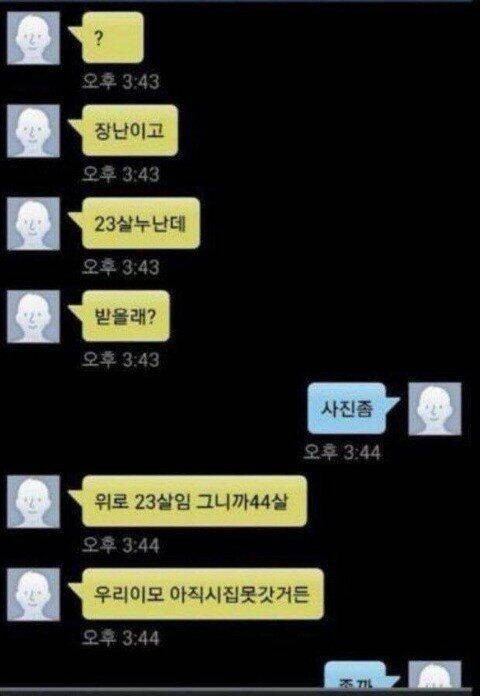 ?
오후 3:43
장난이고
오후 3:43
23살누난데
오후 3:43
받을래?
오후 3:43
사진좀
오후 3:44
위로 23살임 그니까44살
오후 3:44
우리이모 아직시집못갓거든
오후 3:44